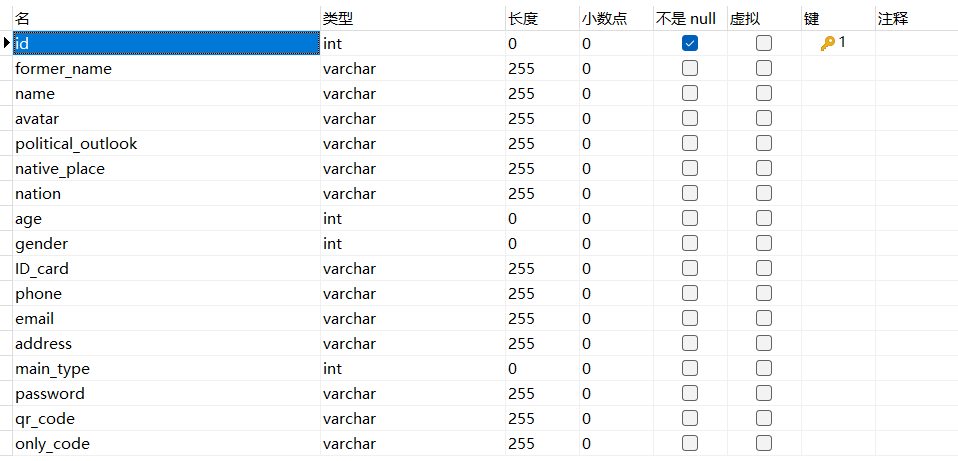 名 类型 长度 小数点 不是 null 虚拟 键 注释
id int 0 0 1
former_name varchar 255 0
name varchar 255 0
avatar varchar 255 0
political_outlook varchar 255 0
native_place varchar 255 0
nation varchar 255 0
age int 0 0
gender int 0 0
ID_card varchar 255 0
phone varchar 255 0
email varchar 255 0
address varchar 255 0
main_type int 0 0
password varchar 255 0
qr_code varchar 255 0
only_code varchar 255 0